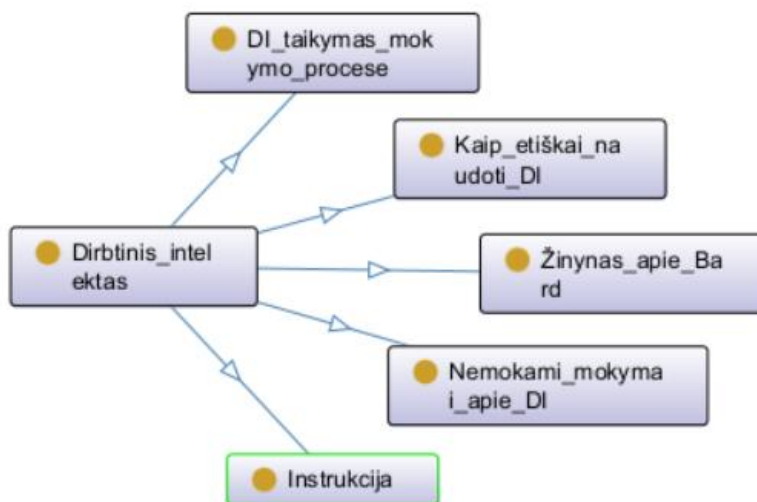 DI_taikymas_mok
ymo_procese
Kaip_etiškai_na
udoti_DI
Dirbtinis_intel
ektas
Žinynas_apie_Ba
rd
Nemokami_mokyma
i_apie_DI
Instrukcija